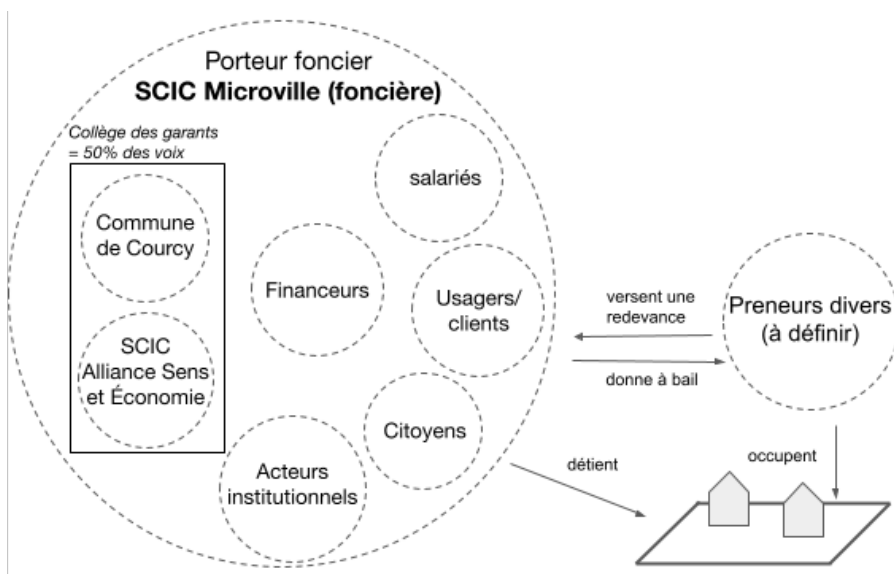 Porteur foncier
SCIC Microville (foncière)
Collège des garants
= 50% des voix
Commune
de Courcy
SCIC
Alliance Sens
et Économie
Financeurs
salariés
Usagers/
clients
Citoyens
Acteurs
institutionnels
versent une
redevance
donne à bail
Preneurs divers
(à définir)
détient
occupent